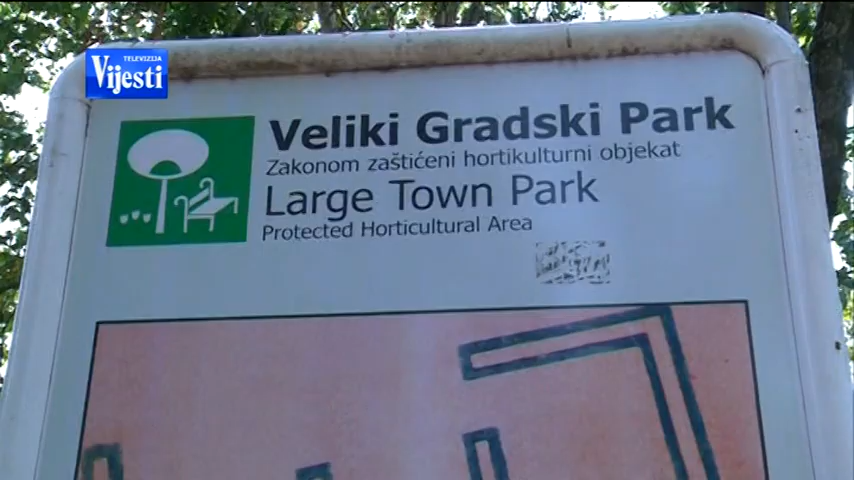 TELEVIZIJA
Vijesti
Veliki Gradski Park
Zakonom zaštićeni hortikulturni objekat
Large Town Park
Protected Horticultural Area